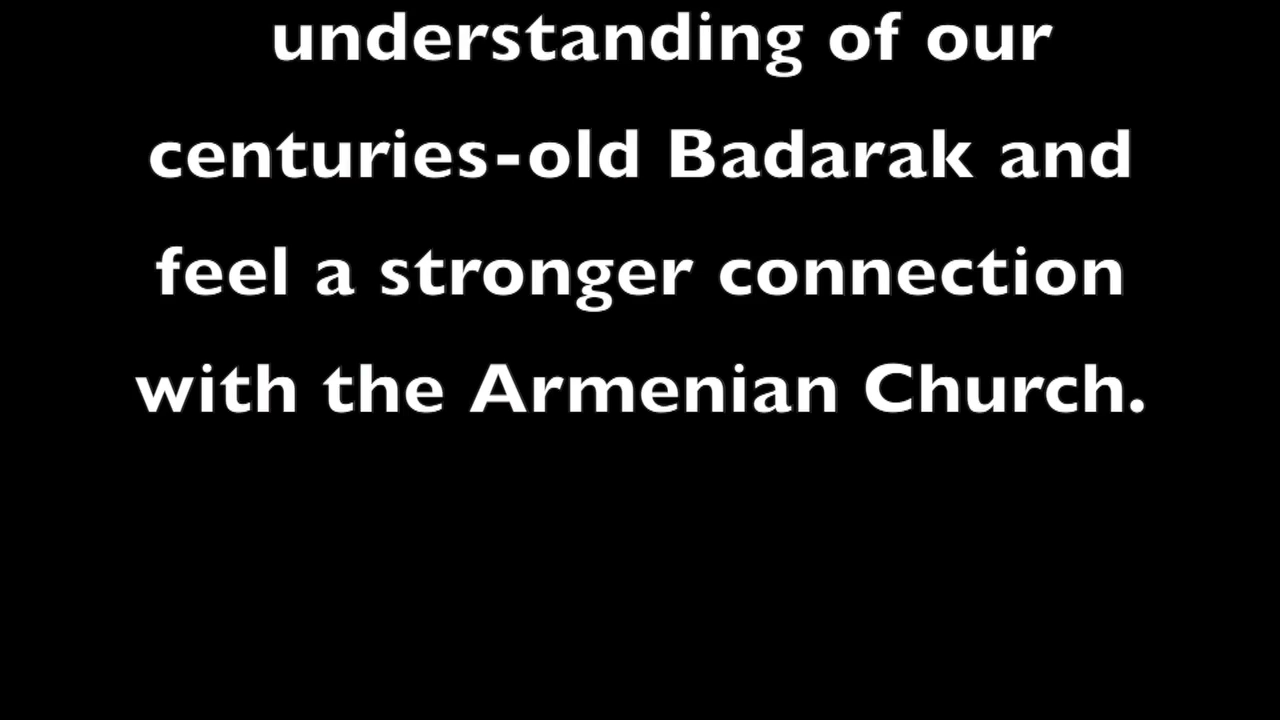 understanding of our
centuries-old Badarak and
feel a stronger connection
with the Armenian Church.